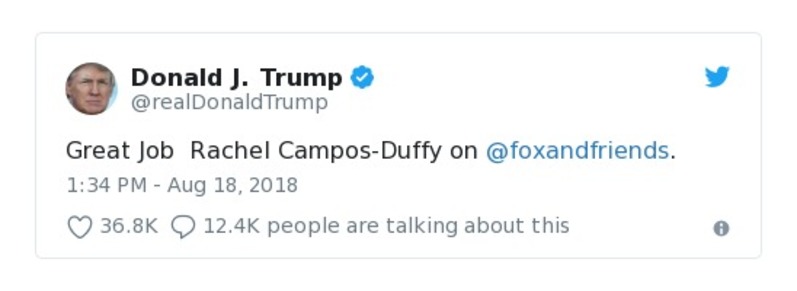 Donald J. Trump
@realDonaldTrump
Great Job  Rachel Campos-Duffy on @foxandfriends.
1:34 PM - Aug 18, 2018
36.8K 12.4K people are talking about this